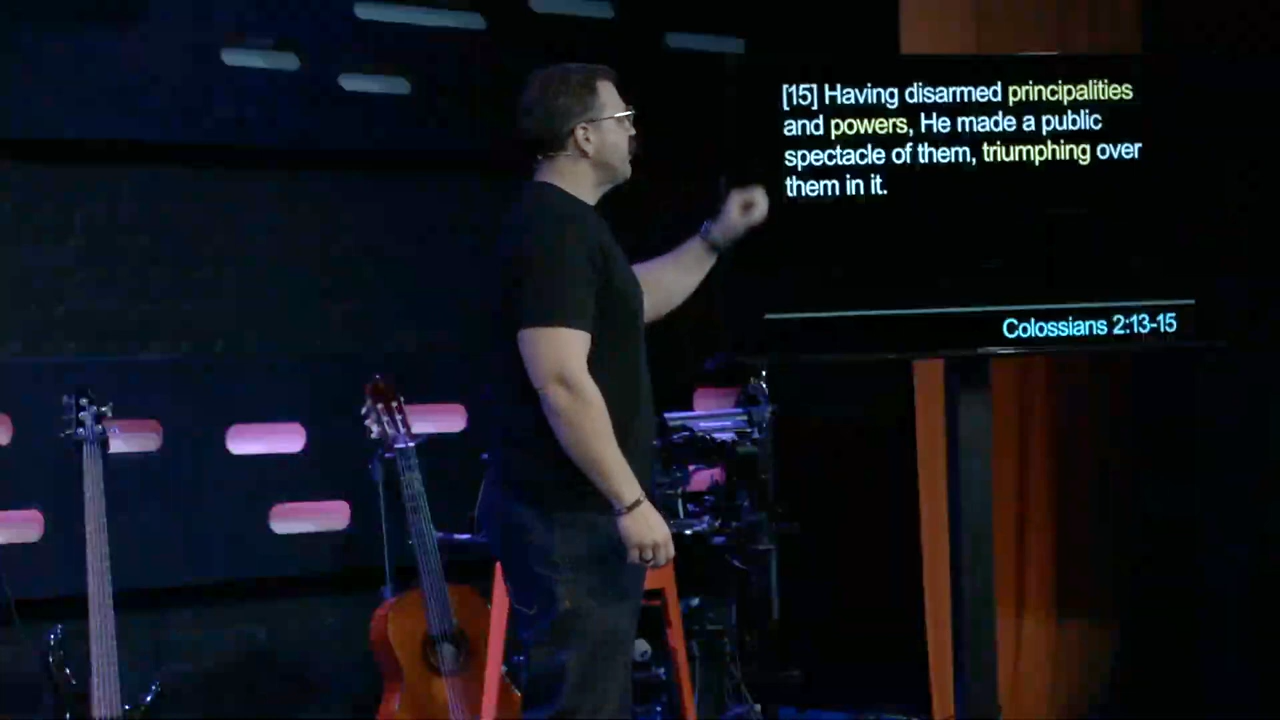 [15] Having disarmed principalities
and powers, He made a public
spectacle of them, triumphing over
them in it.
Colossians 2:13-15